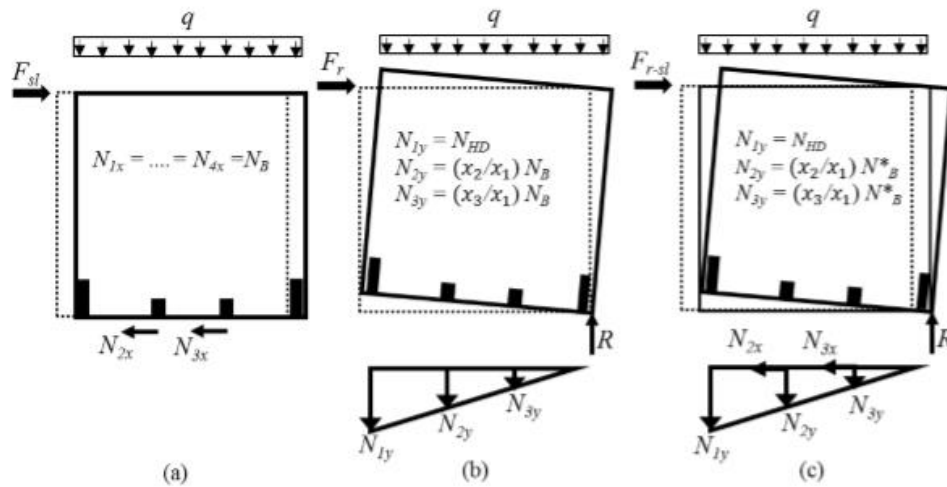 q
F_sl
N_1x = .... = N_4x =N_B
N_2x
N_3x
(a)
q
F_r
N_1y = N_HD
N_2y = (x_2/x_1) N_B
N_3y = (x_3/x_1) N_B
R
N_3y
N_2y
N_1y
(b)
q
F_r-sl
N_1y = N_HD
N_2y = (x_2/x_1) N*_B
N_3y = (x_3/x_1) N*_B
R
N_2x
N_3x
N_3y
N_2y
N_1y
(c)